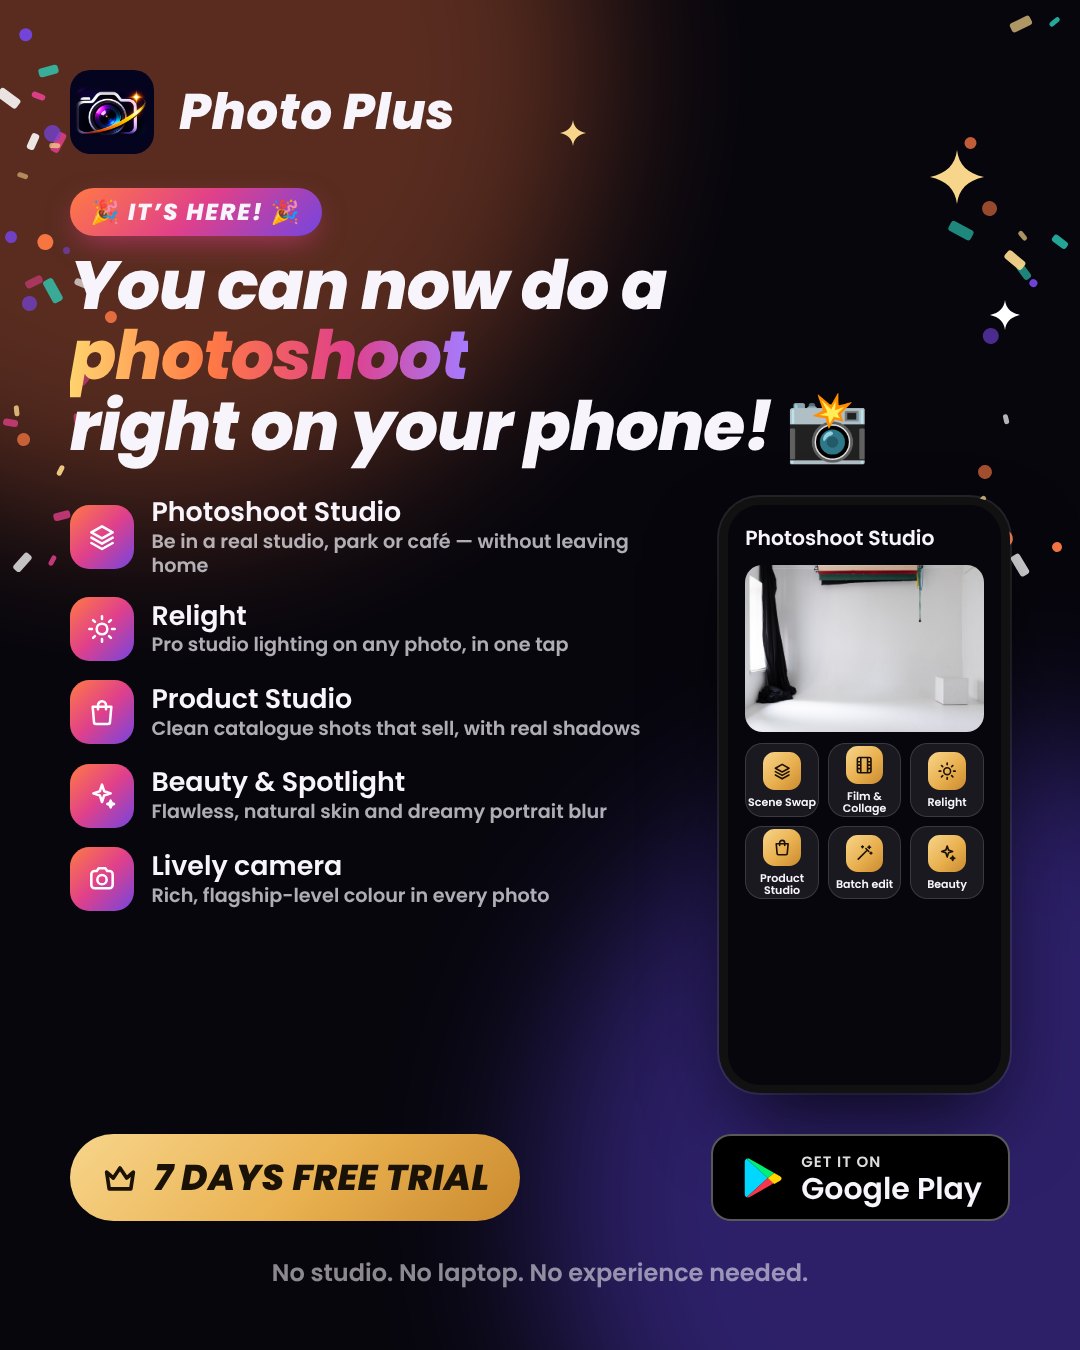 Photo Plus
🎉 IT'S HERE! 🎉
You can now do a
photoshoot
right on your phone! 📸
Photoshoot Studio
Be in a real studio, park or café — without leaving
home
Relight
Pro studio lighting on any photo, in one tap
Product Studio
Clean catalogue shots that sell, with real shadows
Beauty & Spotlight
Flawless, natural skin and dreamy portrait blur
Lively camera
Rich, flagship-level colour in every photo
Photoshoot Studio
Scene Swap
Film &
Collage
Relight
Product
Studio
Batch edit
Beauty
7 DAYS FREE TRIAL
GET IT ON
Google Play
No studio. No laptop. No experience needed.